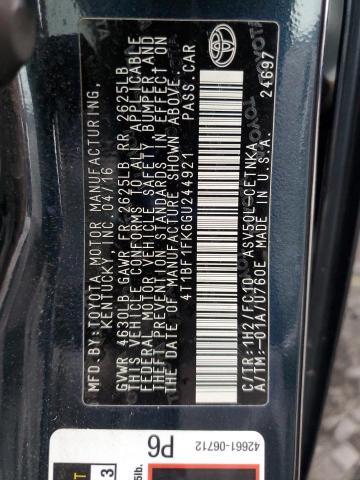 MFD. BY: TOYOTA MOTOR MANUFACTURING,
KENTUCKY, INC. 04/16
GVWR 4630LB GAWR FR 2625LB RR 2625LB
THIS VEHICLE CONFORMS TO ALL APPLICABLE
FEDERAL MOTOR VEHICLE SAFETY, BUMPER, AND
THEFT PREVENTION STANDARDS IN EFFECT ON
THE DATE OF MANUFACTURE SHOWN ABOVE.
4T1BF1FK6GU244921 PASS.CAR
C/TR: 1H2/FC10 ASV50L-CETNKA
A/TM: -01A/U760E MADE IN U.S.A.
24697
TOYOTA
P6
42661-06712
T
3
5lb.